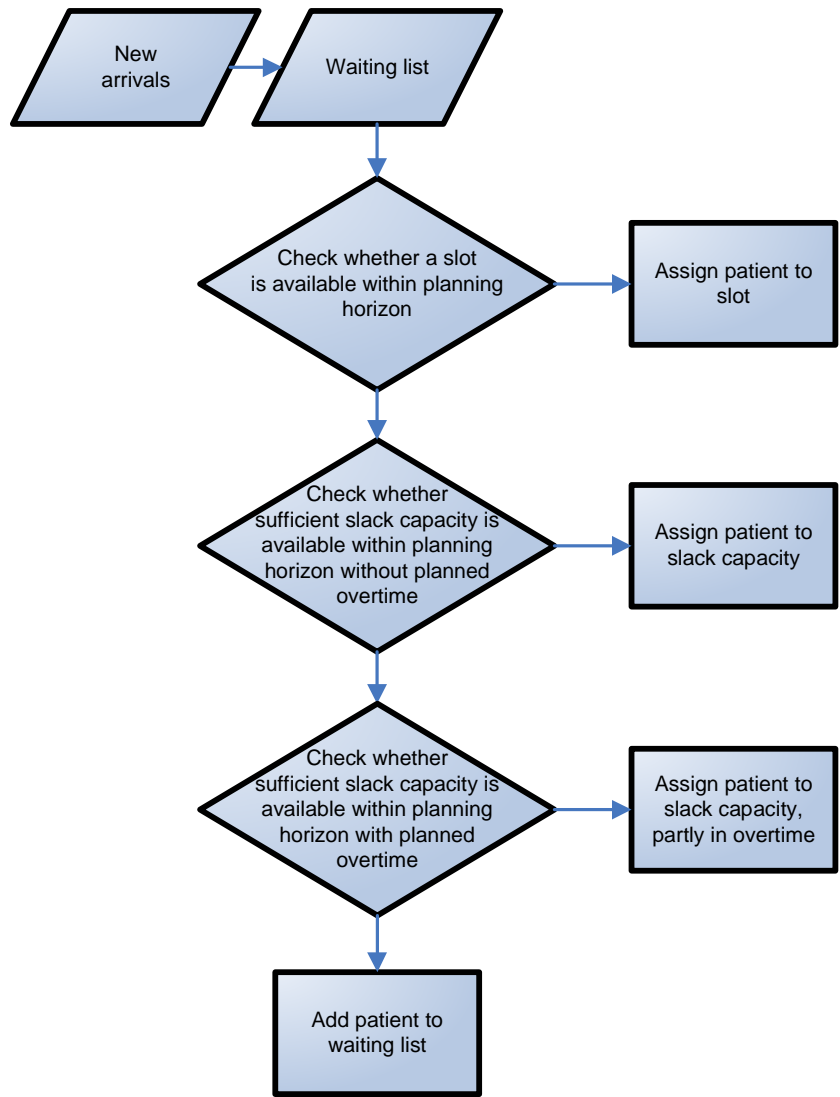 New
arrivals
Waiting list
Check whether a slot
is available within planning
horizon
Assign patient to
slot
Check whether
sufficient slack capacity is
available within planning
horizon without planned
overtime
Assign patient to
slack capacity
Check whether
sufficient slack capacity is
available within planning
horizon with planned
overtime
Assign patient to
slack capacity,
partly in overtime
Add patient to
waiting list